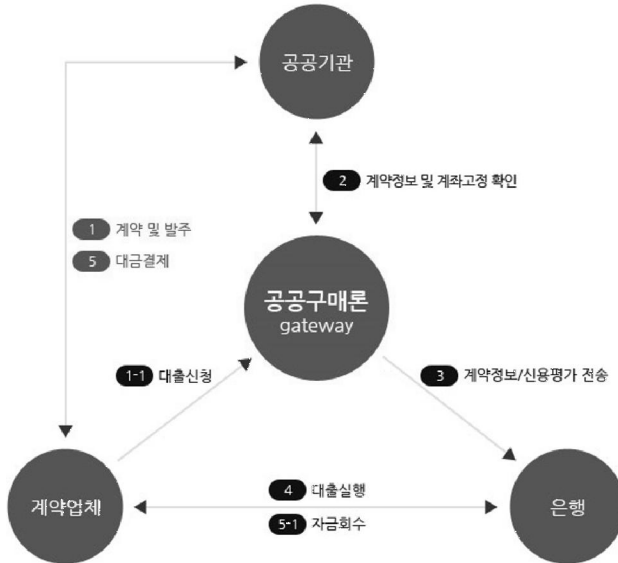 공공기관
2 계약정보 및 계좌고정 확인
1 계약 및 발주
5 대금결제
공공구매론
gateway
1-1 대출신청
3 계약정보/신용평가 전송
계약업체
4 대출실행
5-1 자금회수
은행